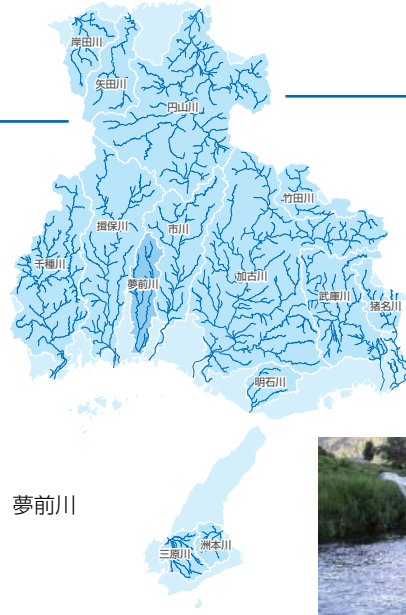 岸田川
矢田川
円山川
竹田川
揖保川
市川
千種川
加古川
夢前川
武庫川
猪名川
明石川
夢前川
洲本川
三原川